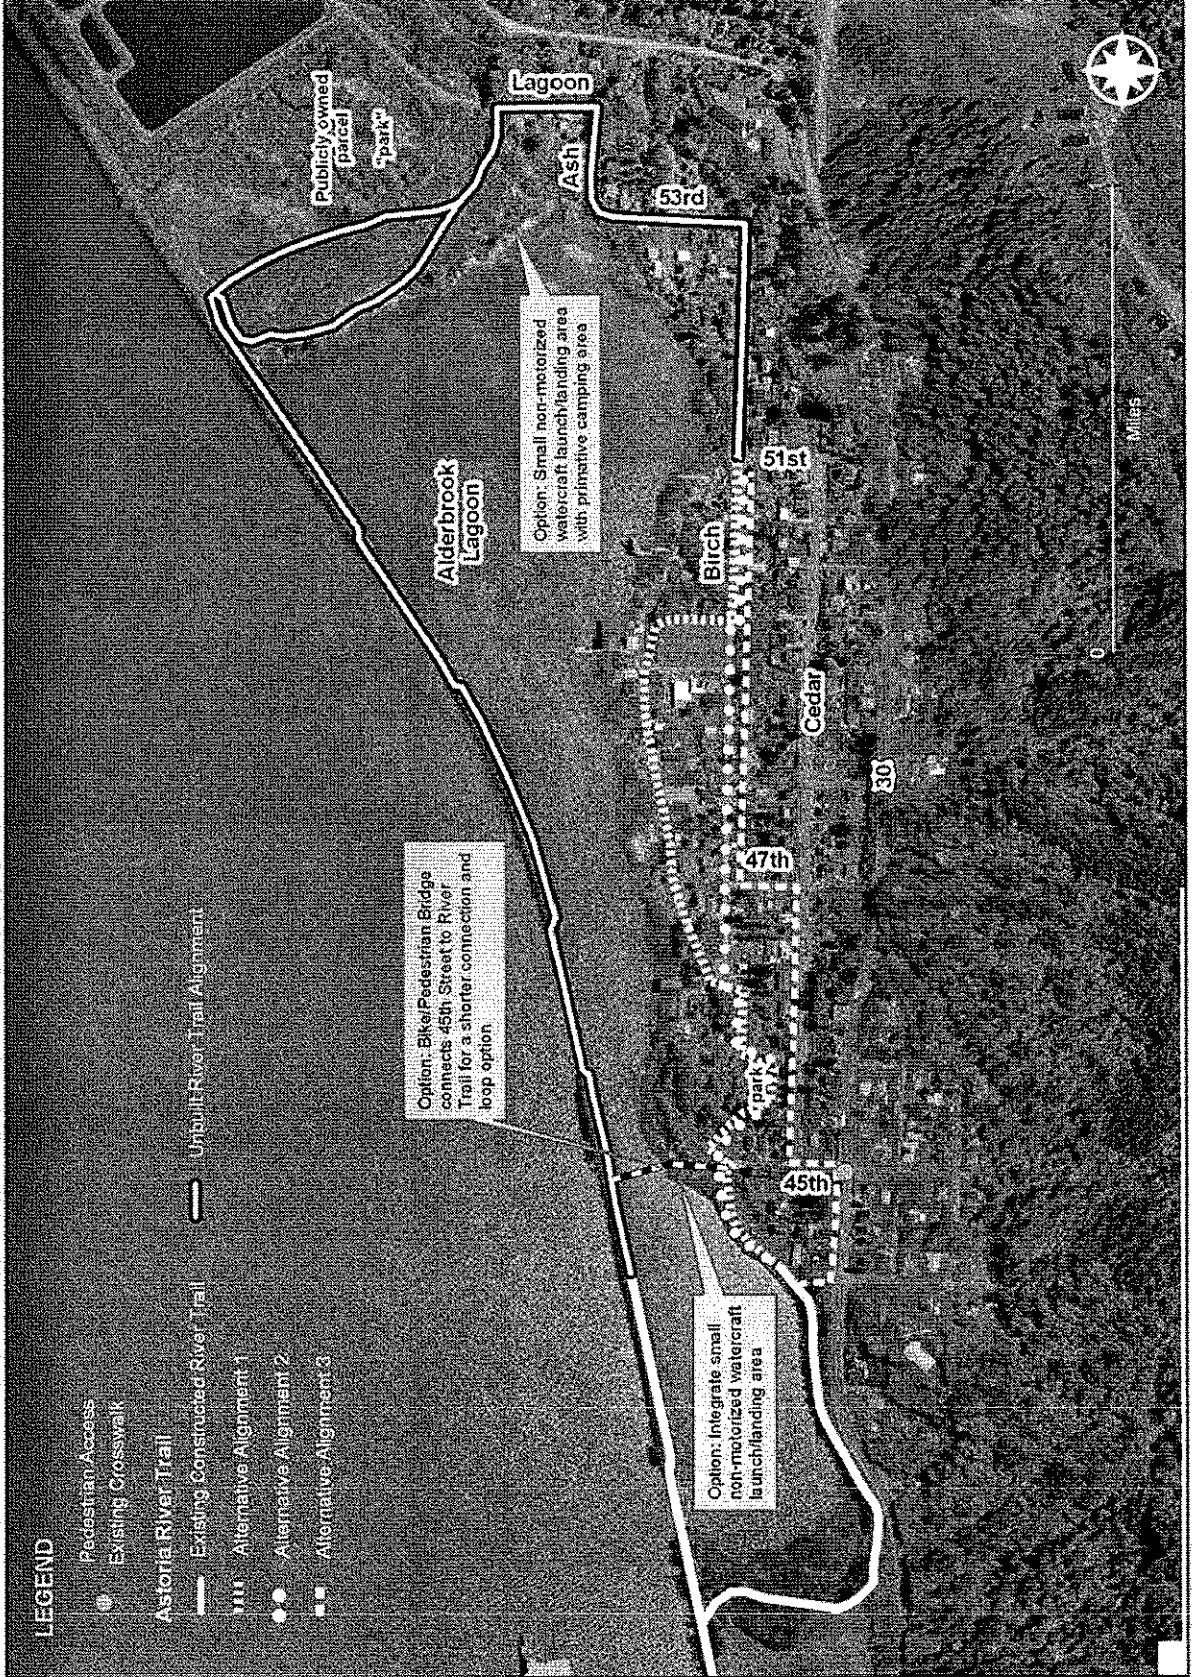 LEGEND
Pedestrian Access
Existing Crosswalk
Astoria River Trail
Existing Constructed River Trail
Unbuilt River Trail Alignment
Alternative Alignment 1
Alternative Alignment 2
Alternative Alignment 3
Option: Bike/Pedestrian Bridge
connects 45th Street to River
Trail for a shorter connection and
loop option
Option: Integrate small
non-motorized watercraft
launch/landing area
Alderbrook
Lagoon
Option: Small non-motorized
watercraft launch/landing area
with primative camping area
Publicly owned
parcel
"park"
Lagoon
Ash
53rd
51st
Birch
Cedar
30
47th
"park"
45th
0
Miles